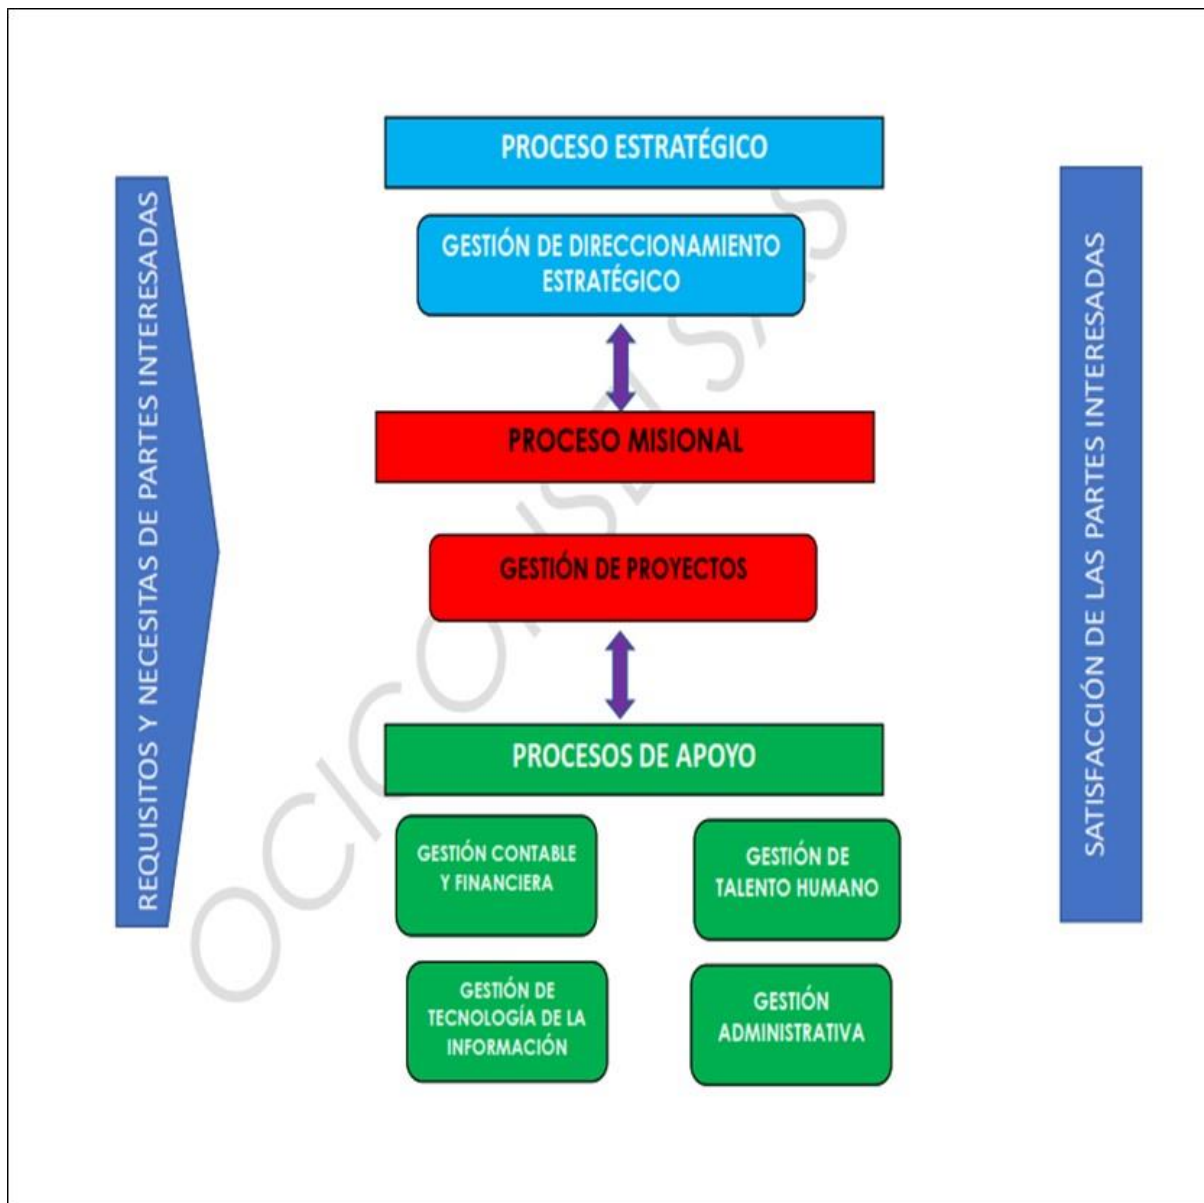 PROCESO ESTRATÉGICO
GESTIÓN DE DIRECCIONAMIENTO
ESTRATÉGICO
REQUISITOS Y NECESITAS DE PARTES INTERESADAS
PROCESO MISIONAL
GESTIÓN DE PROYECTOS
SATISFACCIÓN DE LAS PARTES INTERESADAS
PROCESOS DE APOYO
GESTIÓN CONTABLE
Y FINANCIERA
GESTIÓN DE
TALENTO HUMANO
GESTIÓN DE
TECNOLOGÍA DE LA
INFORMACIÓN
GESTIÓN
ADMINISTRATIVA